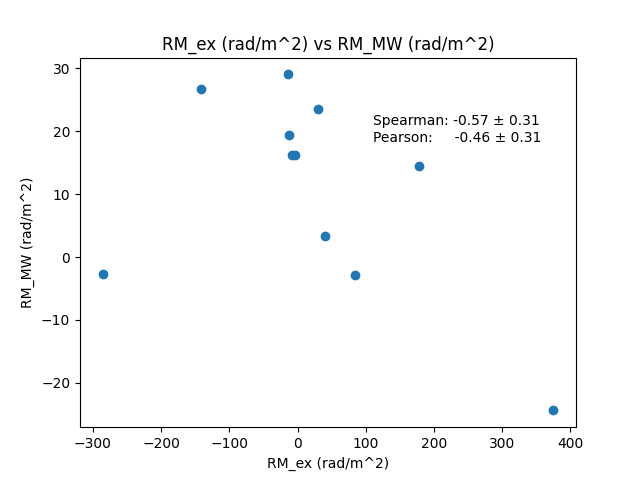 RM_ex (rad/m^2) vs RM_MW (rad/m^2)
30
20
10
0
−10
−20
RM_MW (rad/m^2)
Spearman: -0.57 ± 0.31
Pearson: -0.46 ± 0.31
−300 −200 −100 0 100 200 300 400
RM_ex (rad/m^2)